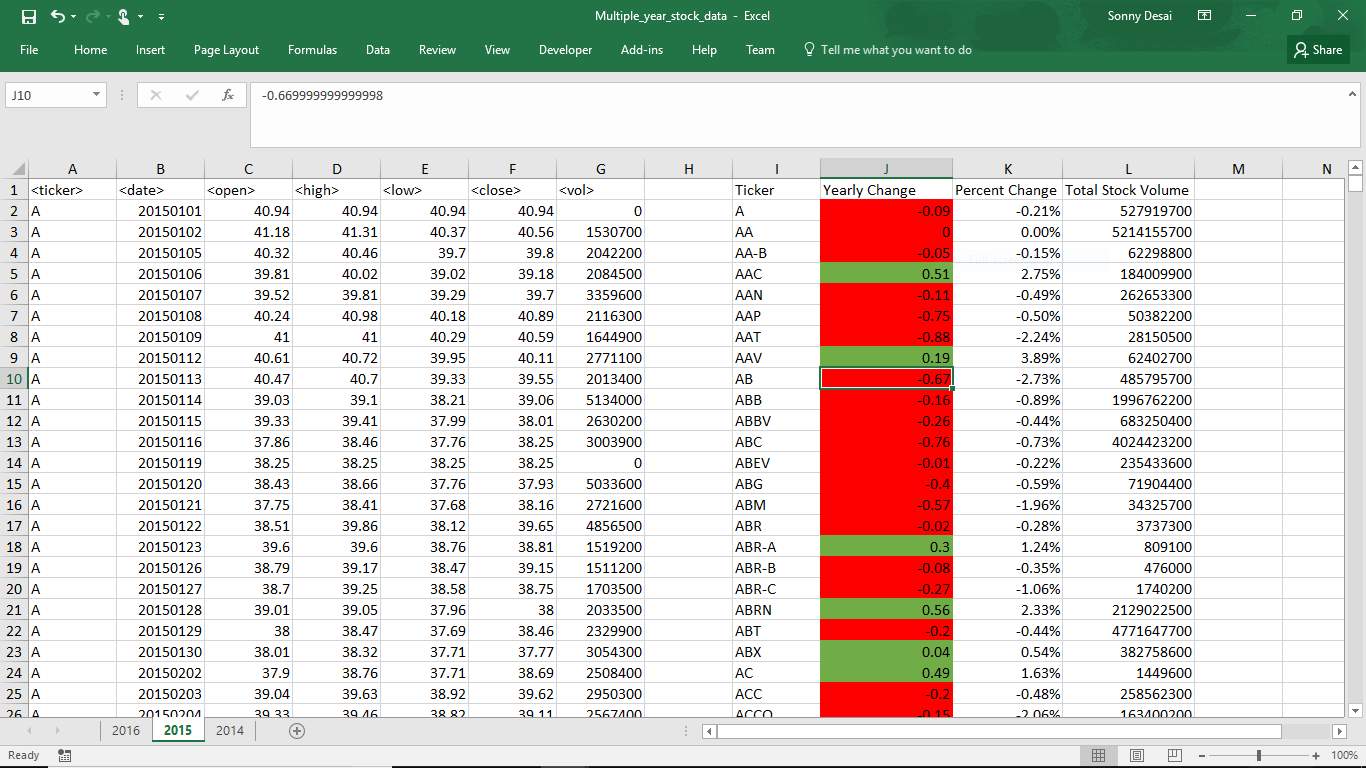 Multiple_year_stock_data - Excel Sonny Desai
File Home Insert Page Layout Formulas Data Review View Developer Add-ins Help Team Tell me what you want to do Share
J10 fx -0.669999999999998
A B C D E F G H I J K L M N
1 <ticker> <date> <open> <high> <low> <close> <vol> Ticker Yearly Change Percent Change Total Stock Volume
2 A 20150101 40.94 40.94 40.94 40.94 0 A -0.09 -0.21% 527919700
3 A 20150102 41.18 41.31 40.37 40.56 1530700 AA 0 0.00% 5214155700
4 A 20150105 40.32 40.46 39.7 39.8 2042200 AA-B -0.05 -0.15% 62298800
5 A 20150106 39.81 40.02 39.02 39.18 2084500 AAC 0.51 2.75% 184009900
6 A 20150107 39.52 39.81 39.29 39.7 3359600 AAN -0.11 -0.49% 262653300
7 A 20150108 40.24 40.98 40.18 40.89 2116300 AAP -0.75 -0.50% 50382200
8 A 20150109 41 41 40.29 40.59 1644900 AAT -0.88 -2.24% 28150500
9 A 20150112 40.61 40.72 39.95 40.11 2771100 AAV 0.19 3.89% 62402700
10 A 20150113 40.47 40.7 39.33 39.55 2013400 AB -0.67 -2.73% 485795700
11 A 20150114 39.03 39.1 38.21 39.06 5134000 ABB -0.16 -0.89% 1996762200
12 A 20150115 39.33 39.41 37.99 38.01 2630200 ABBV -0.26 -0.44% 683250400
13 A 20150116 37.86 38.46 37.76 38.25 3003900 ABC -0.76 -0.73% 4024423200
14 A 20150119 38.25 38.25 38.25 38.25 0 ABEV -0.01 -0.22% 235433600
15 A 20150120 38.43 38.66 37.76 37.93 5033600 ABG -0.4 -0.59% 71904400
16 A 20150121 37.75 38.41 37.68 38.16 2721600 ABM -0.57 -1.96% 34325700
17 A 20150122 38.51 39.86 38.12 39.65 4856500 ABR -0.02 -0.28% 3737300
18 A 20150123 39.6 39.6 38.76 38.81 1519200 ABR-A 0.3 1.24% 809100
19 A 20150126 38.79 39.17 38.47 39.15 1511200 ABR-B -0.08 -0.35% 476000
20 A 20150127 38.7 39.25 38.58 38.75 1703500 ABR-C -0.27 -1.06% 1740200
21 A 20150128 39.01 39.05 37.96 38 2033500 ABRN 0.56 2.33% 2129022500
22 A 20150129 38 38.47 37.69 38.46 2329900 ABT -0.2 -0.44% 4771647700
23 A 20150130 38.01 38.32 37.71 37.77 3054300 ABX 0.04 0.54% 382758600
24 A 20150202 37.9 38.76 37.71 38.69 2508400 AC 0.49 1.63% 1449600
25 A 20150203 39.04 39.63 38.92 39.62 2950300 ACC -0.2 -0.48% 258562300
26 A 20150204 39.33 39.46 38.82 39.11 2567400 ACCO -0.15 -2.06% 163400200
2016 2015 2014
Ready 100%